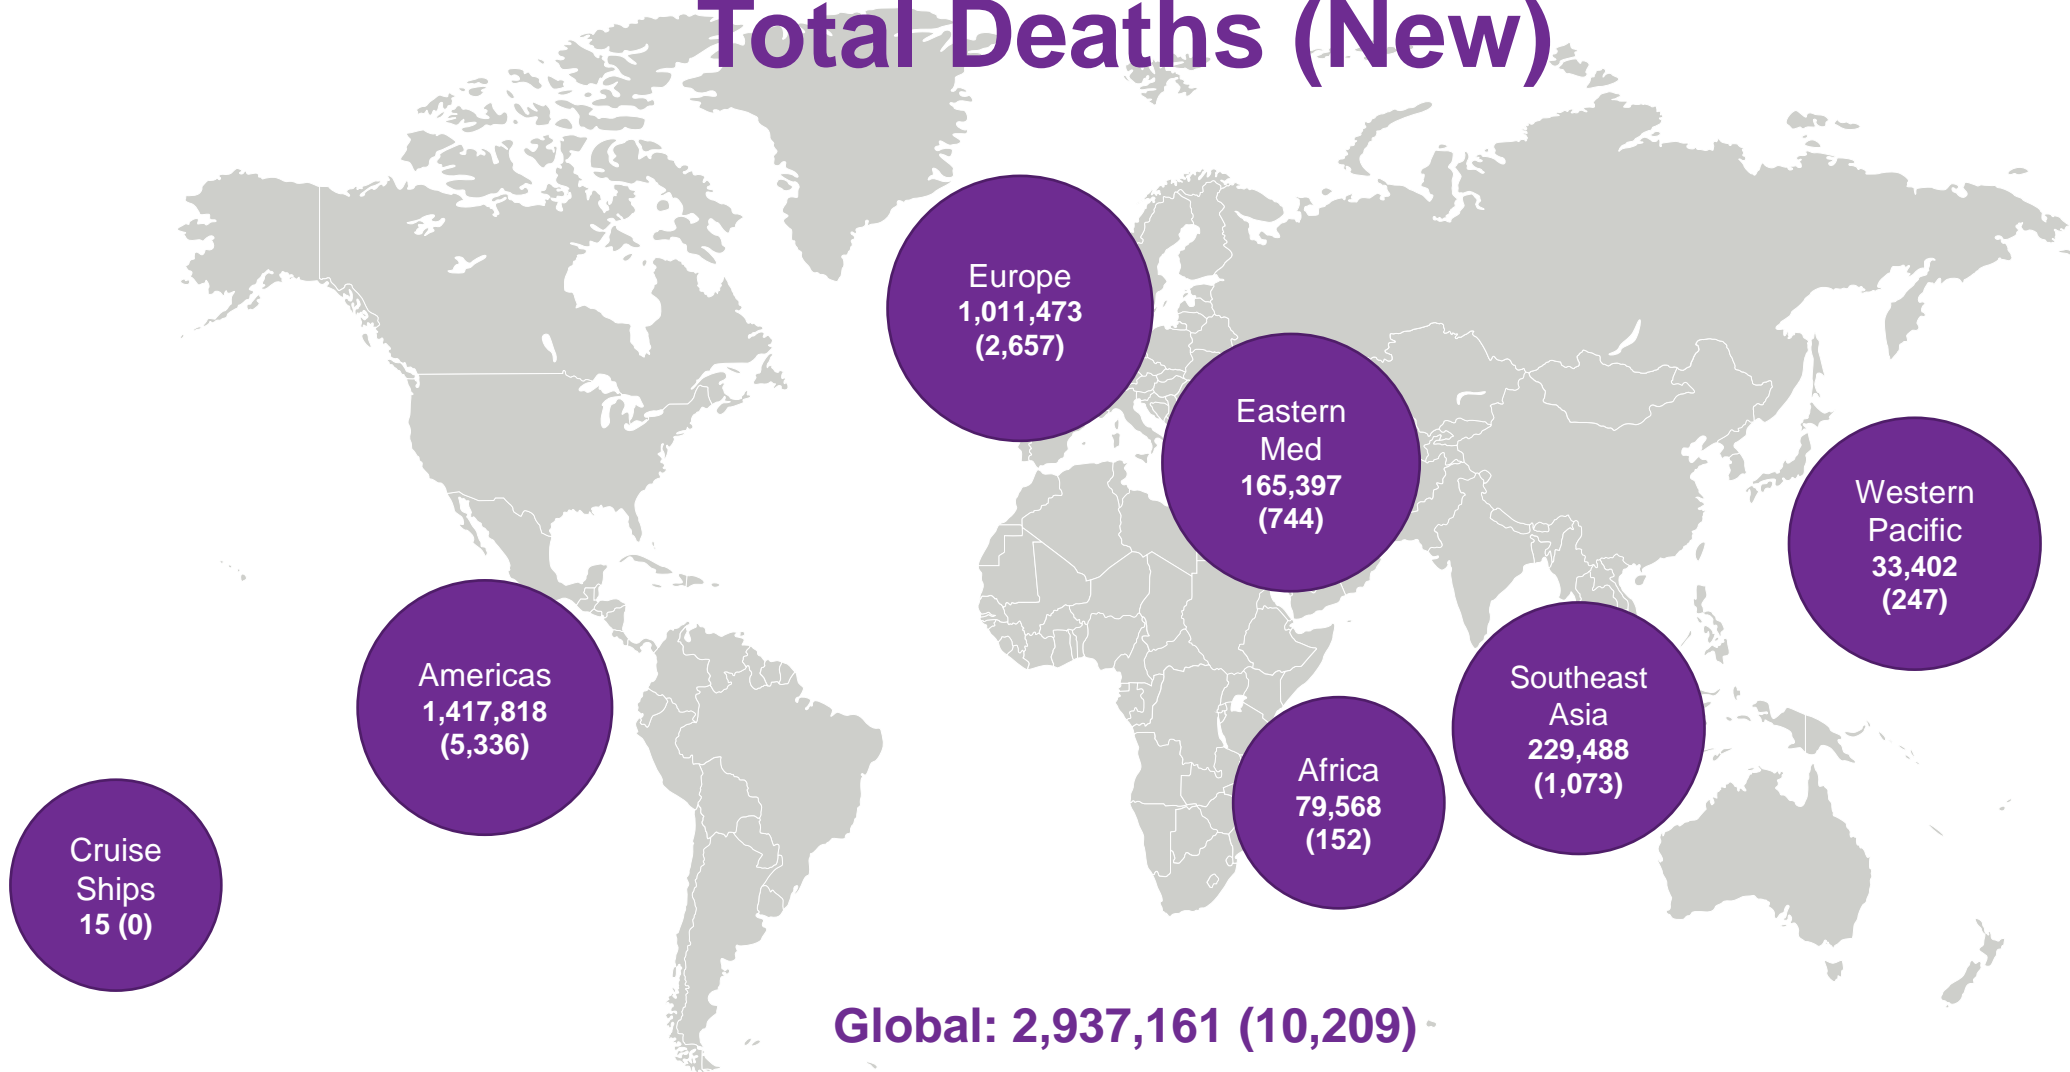 Total Deaths (New)
Europe
1,011,473
(2,657)
Eastern
Med
165,397
(744)
Western
Pacific
33,402
(247)
Americas
1,417,818
(5,336)
Southeast
Asia
229,488
(1,073)
Africa
79,568
(152)
Cruise
Ships
15 (0)
Global: 2,937,161 (10,209)